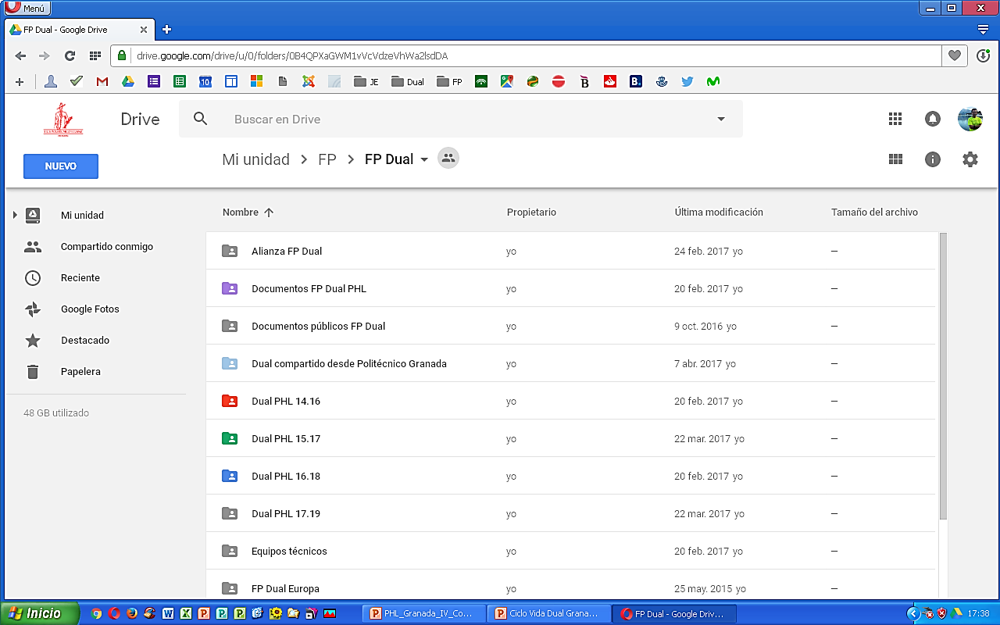 Menú
FP Dual - Google Drive
drive.google.com/drive/u/0/folders/0B4QPXaGWM1vVcVdzeVhWa2lsdDA
10 JE Dual FP B B.
Drive Buscar en Drive
NUEVO Mi unidad > FP > FP Dual
Nombre Propietario Última modificación Tamaño del archivo
Mi unidad
Compartido conmigo
Reciente
Google Fotos
Destacado
Papelera
48 GB utilizado
Alianza FP Dual yo 24 feb. 2017 yo —
Documentos FP Dual PHL yo 20 feb. 2017 yo —
Documentos públicos FP Dual yo 9 oct. 2016 yo —
Dual compartido desde Politécnico Granada yo 7 abr. 2017 yo —
Dual PHL 14.16 yo 20 feb. 2017 yo —
Dual PHL 15.17 yo 22 mar. 2017 yo —
Dual PHL 16.18 yo 20 feb. 2017 yo —
Dual PHL 17.19 yo 22 mar. 2017 yo —
Equipos técnicos yo 20 feb. 2017 yo —
FP Dual Europa yo 25 may. 2015 yo —
Inicio PHL_Granada_IV_Co... Ciclo Vida Dual Grana... FP Dual - Google Driv... 17:38